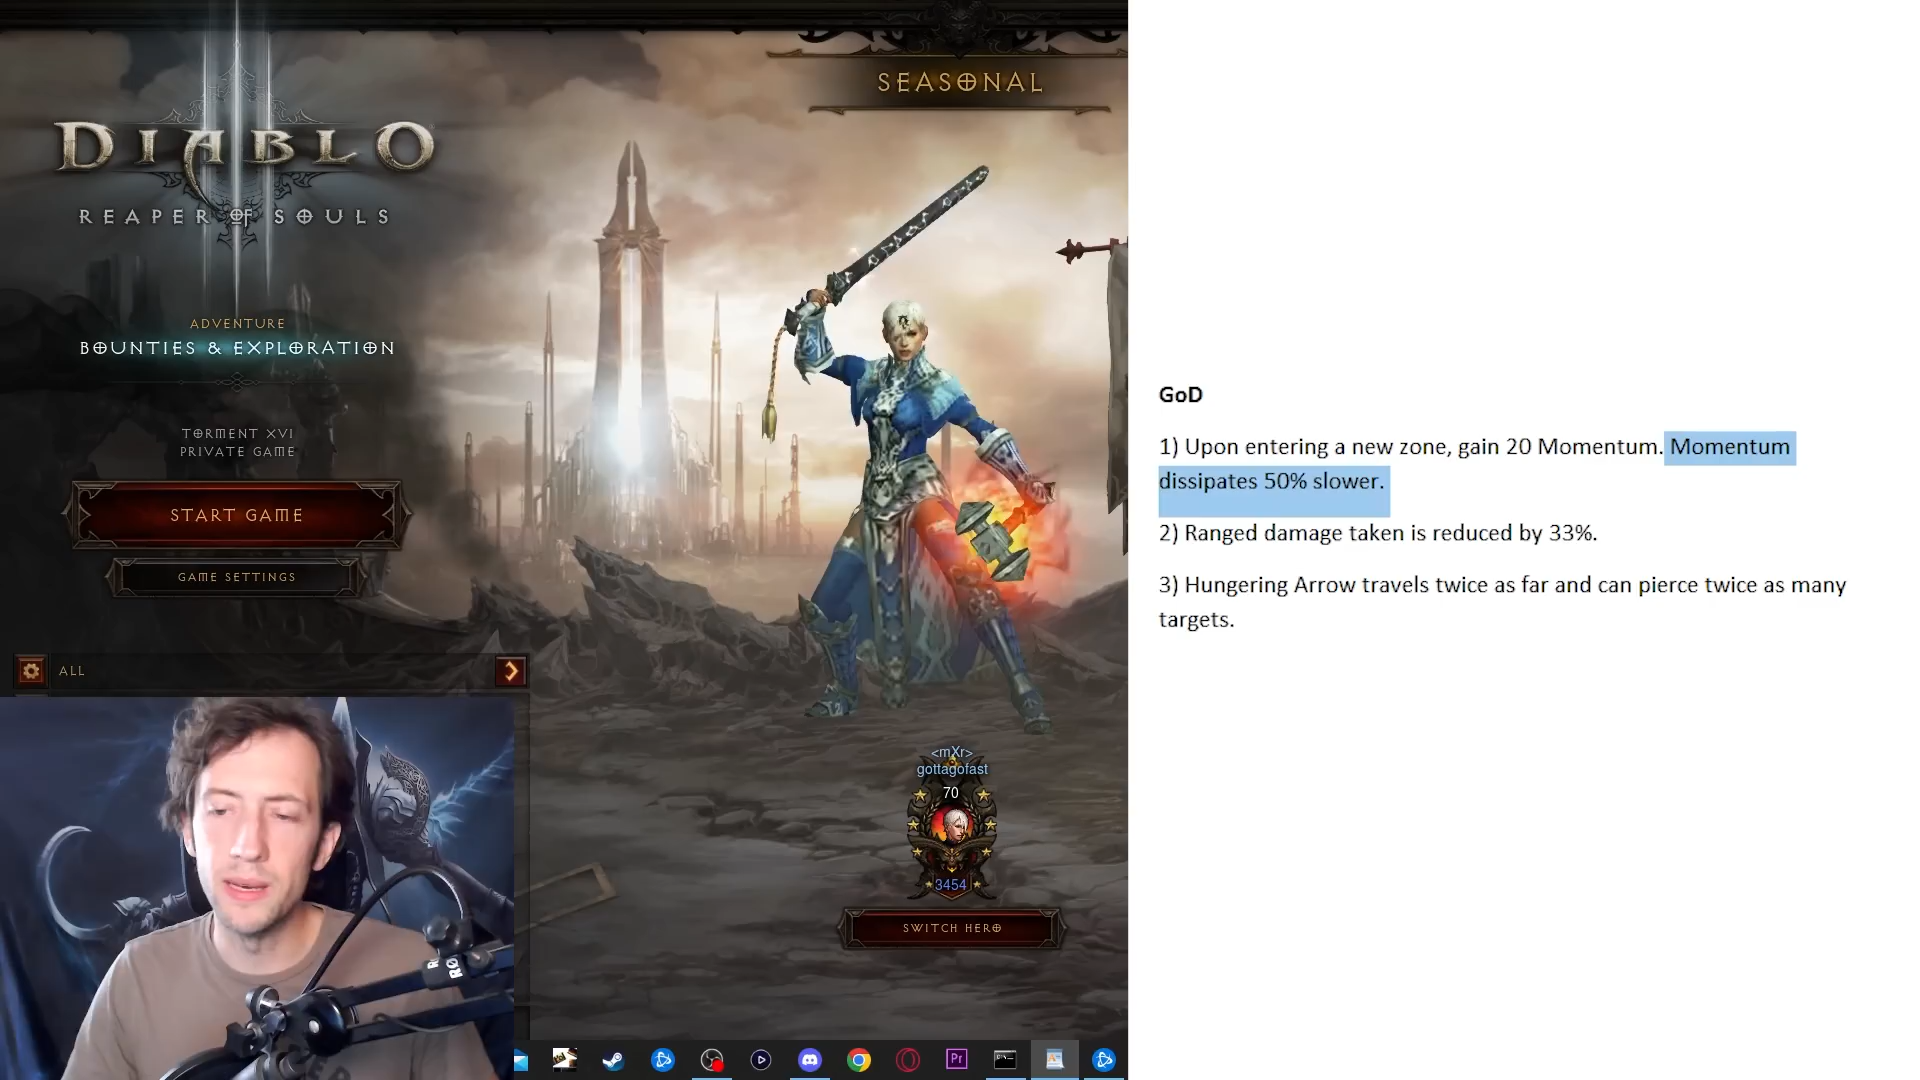 SEASONAL
DIABLO
REAPER OF SOULS
ADVENTURE
BOUNTIES & EXPLORATION
TORMENT XVI
PRIVATE GAME
START GAME
GAME SETTINGS
ALL
<mXr>
gottagofast
70
3454
SWITCH HERO
Pr
GoD
1) Upon entering a new zone, gain 20 Momentum. Momentum
dissipates 50% slower.
2) Ranged damage taken is reduced by 33%.
3) Hungering Arrow travels twice as far and can pierce twice as many
targets.